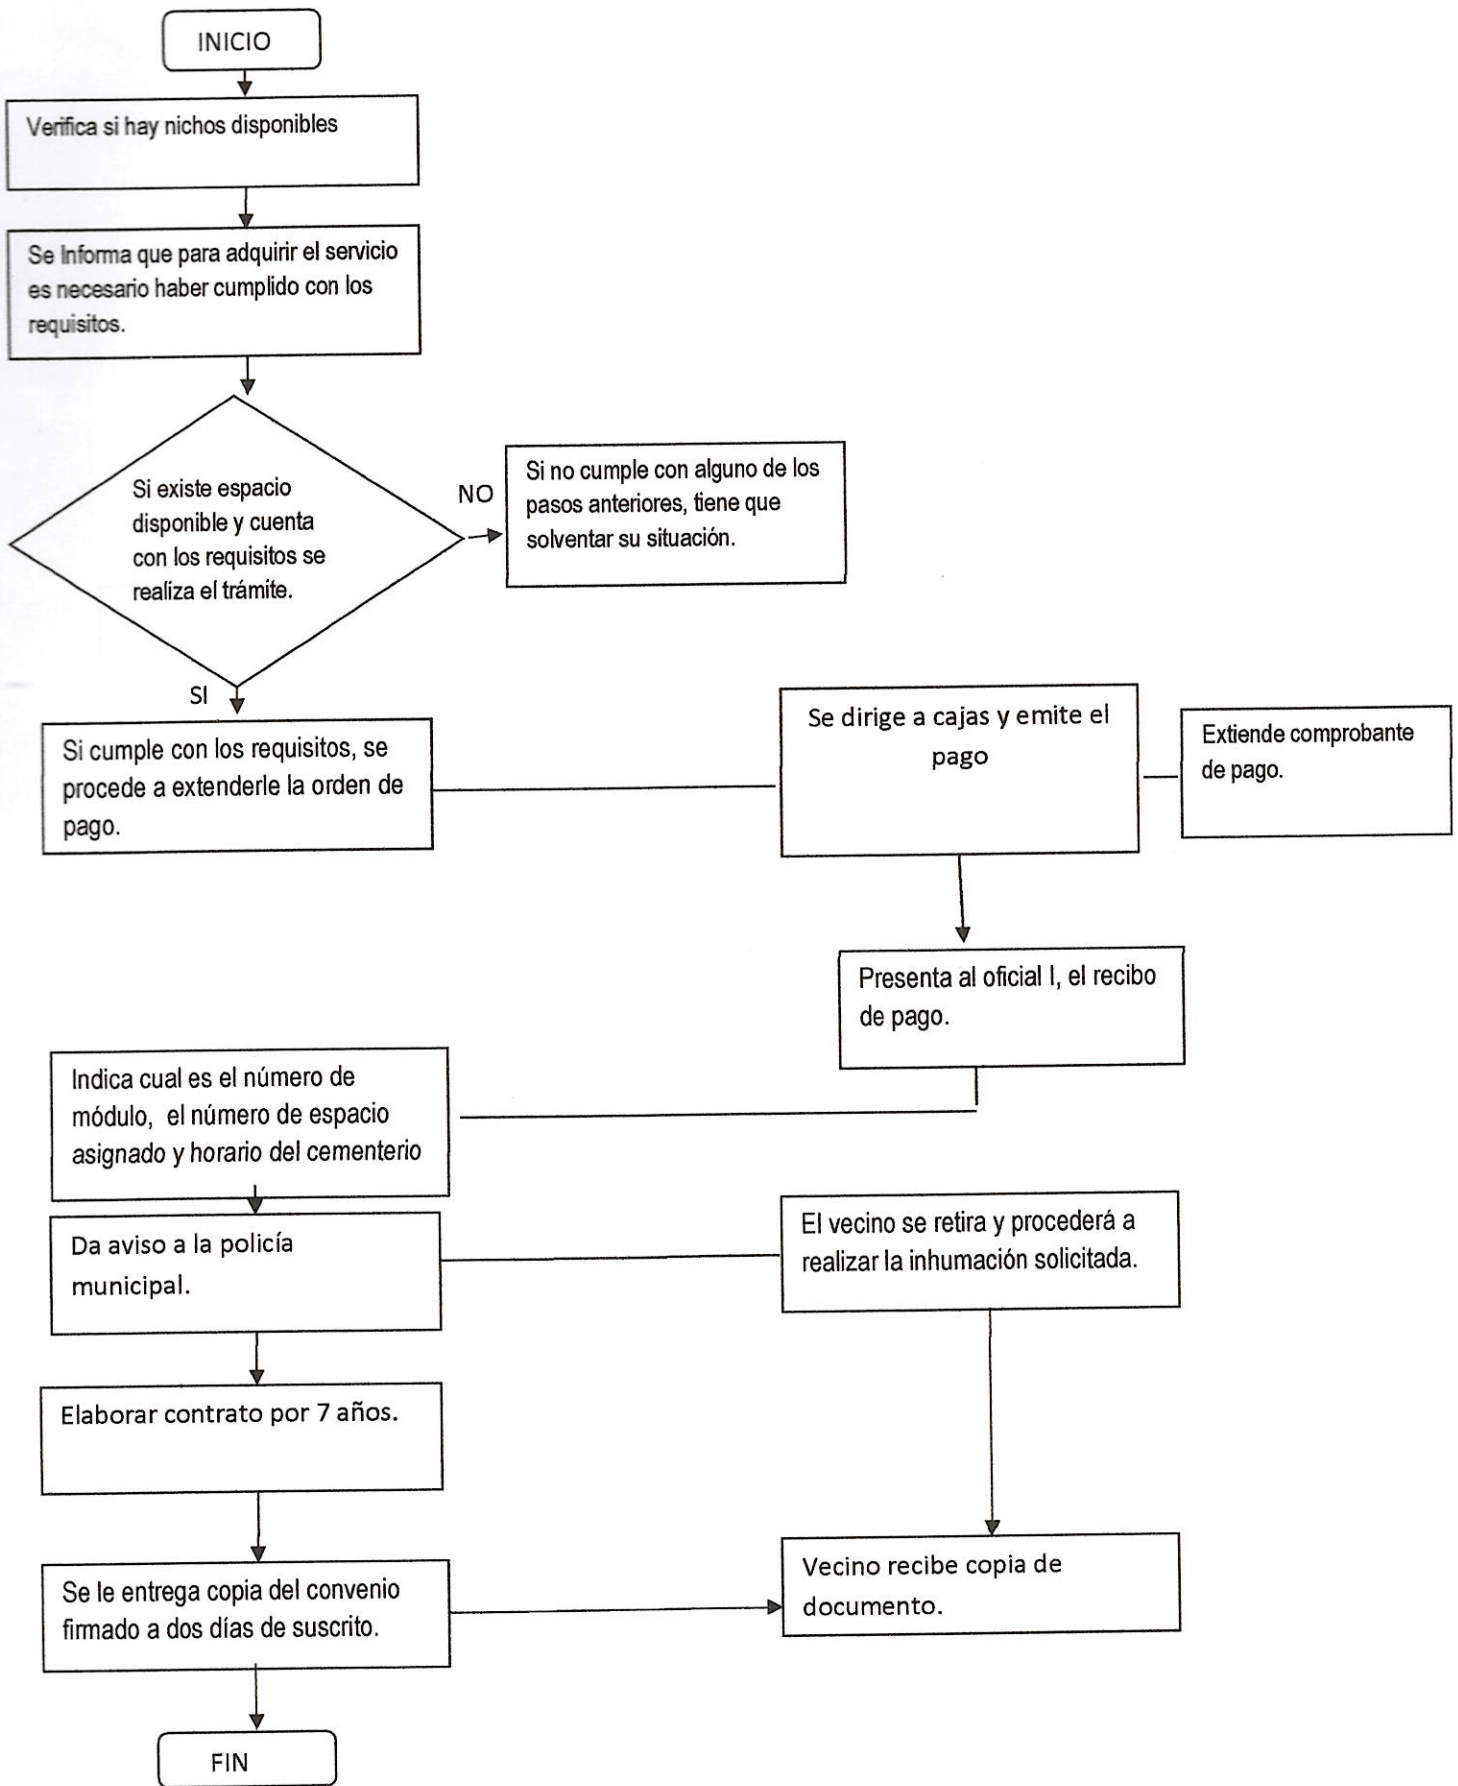 INICIO
Verifica si hay nichos disponibles
Se Informa que para adquirir el servicio
es necesario haber cumplido con los
requisitos.
Si existe espacio
disponible y cuenta
con los requisitos se
realiza el trámite.
NO
Si no cumple con alguno de los
pasos anteriores, tiene que
solventar su situación.
SI
Si cumple con los requisitos, se
procede a extenderle la orden de
pago.
Se dirige a cajas y emite el
pago
Extiende comprobante
de pago.
Presenta al oficial I, el recibo
de pago.
Indica cual es el número de
módulo, el número de espacio
asignado y horario del cementerio
Da aviso a la policía
municipal.
El vecino se retira y procederá a
realizar la inhumación solicitada.
Elaborar contrato por 7 años.
Se le entrega copia del convenio
firmado a dos días de suscrito.
Vecino recibe copia de
documento.
FIN